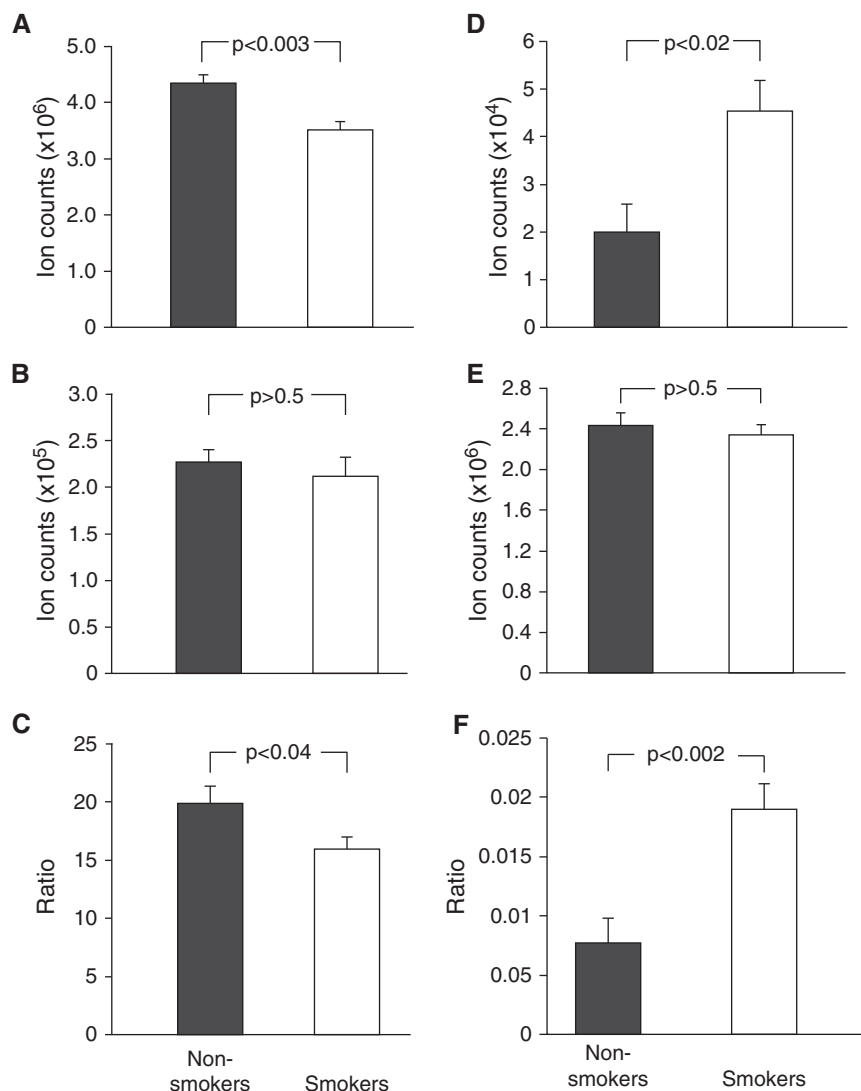 A
Ion counts (x10⁶)
5.0
4.0
3.0
2.0
1.0
0
p<0.003
B
Ion counts (x10⁵)
3.0
2.5
2.0
1.5
1.0
0.5
0
p>0.5
C
Ratio
25
20
15
10
5
0
p<0.04
Non-
smokers
Smokers
D
Ion counts (x10⁴)
6
5
4
3
2
1
0
p<0.02
E
Ion counts (x10⁶)
2.8
2.4
2.0
1.6
1.2
0.8
0.4
0
p>0.5
F
Ratio
0.025
0.02
0.015
0.01
0.05
0
p<0.002
Non-
smokers
Smokers